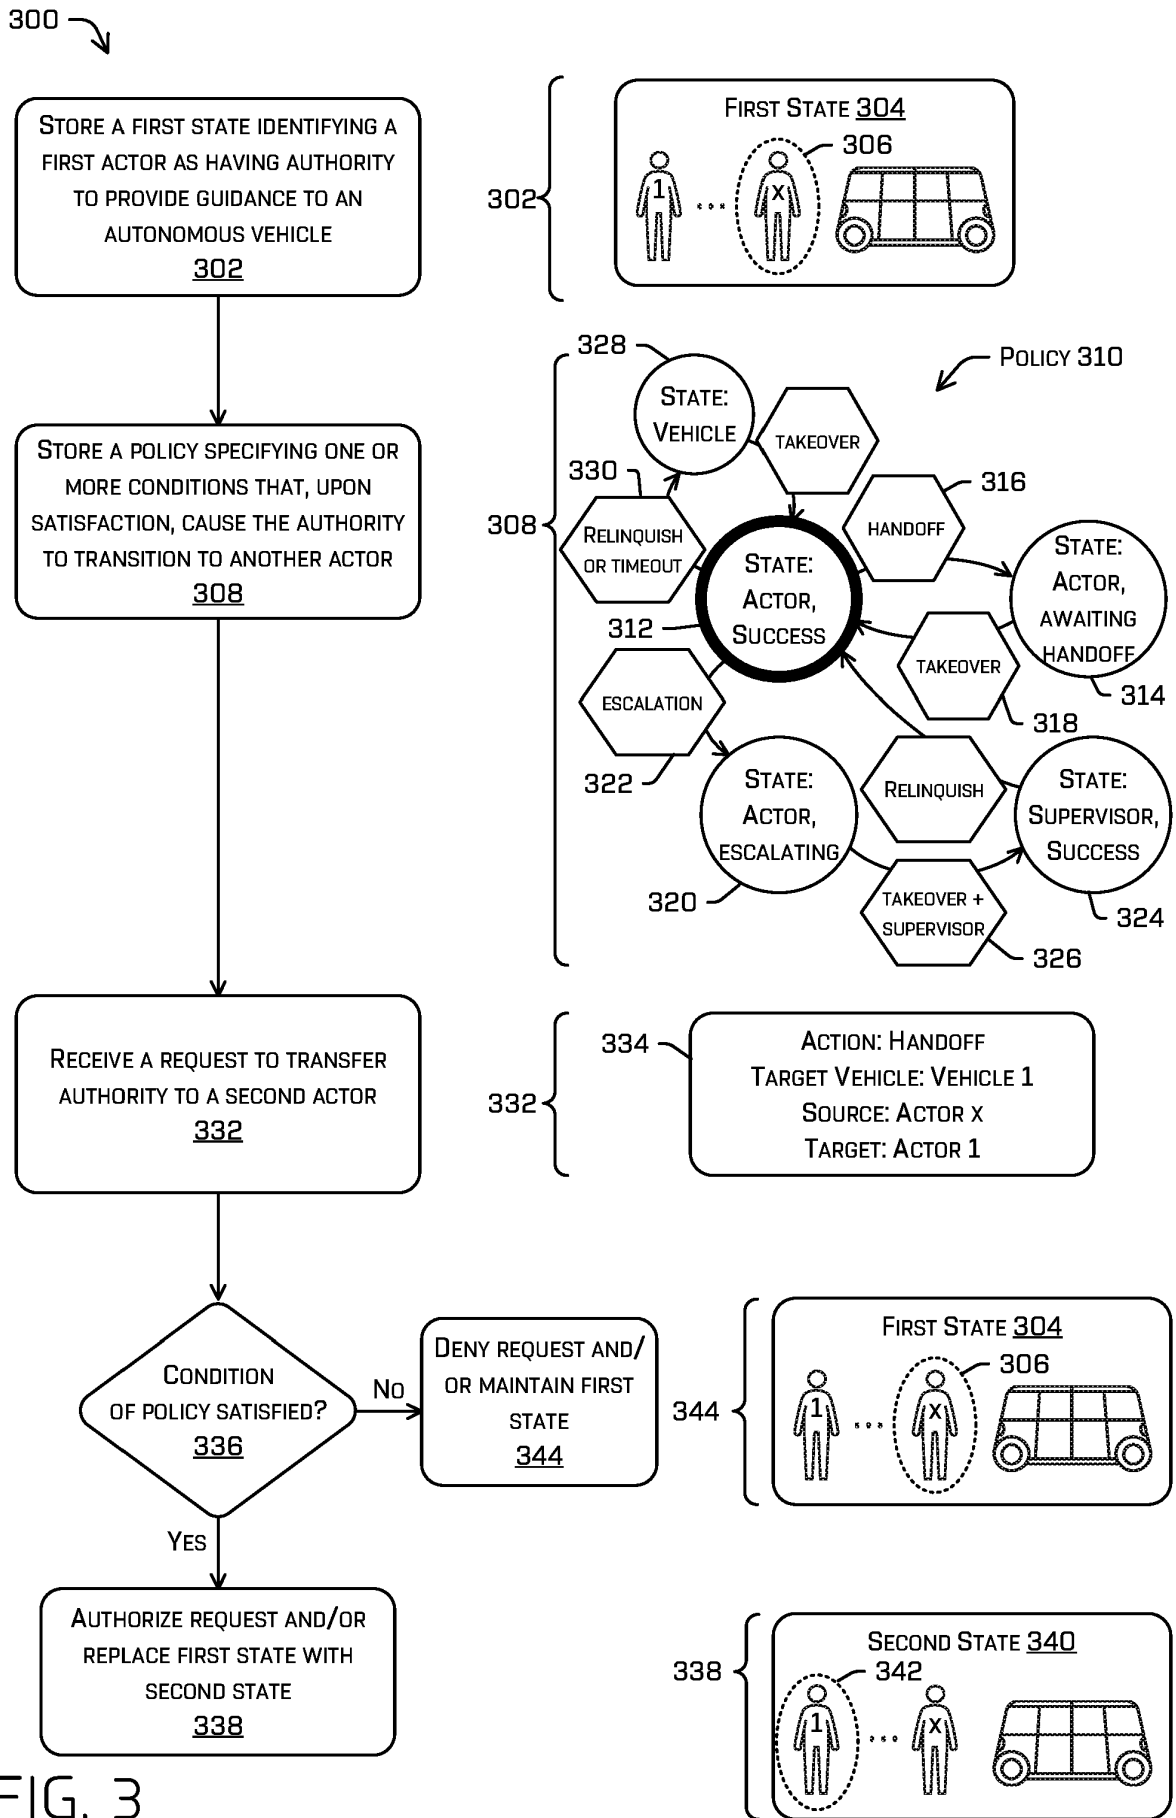 300
STORE A FIRST STATE IDENTIFYING A
FIRST ACTOR AS HAVING AUTHORITY
TO PROVIDE GUIDANCE TO AN
AUTONOMOUS VEHICLE
302
302
FIRST STATE 304
306
1
...
X
STORE A POLICY SPECIFYING ONE OR
MORE CONDITIONS THAT, UPON
SATISFACTION, CAUSE THE AUTHORITY
TO TRANSITION TO ANOTHER ACTOR
308
308
POLICY 310
328
STATE:
VEHICLE
TAKEOVER
330
RELINQUISH
OR TIMEOUT
316
HANDOFF
STATE:
ACTOR,
SUCCESS
312
STATE:
ACTOR,
AWAITING
HANDOFF
314
TAKEOVER
318
ESCALATION
322
STATE:
ACTOR,
ESCALATING
320
RELINQUISH
STATE:
SUPERVISOR,
SUCCESS
324
TAKEOVER +
SUPERVISOR
326
RECEIVE A REQUEST TO TRANSFER
AUTHORITY TO A SECOND ACTOR
332
332
334
ACTION: HANDOFF
TARGET VEHICLE: VEHICLE 1
SOURCE: ACTOR X
TARGET: ACTOR 1
CONDITION
OF POLICY SATISFIED?
336
NO
DENY REQUEST AND/
OR MAINTAIN FIRST
STATE
344
344
FIRST STATE 304
306
1
...
X
YES
AUTHORIZE REQUEST AND/OR
REPLACE FIRST STATE WITH
SECOND STATE
338
338
SECOND STATE 340
342
1
...
X
FIG. 3